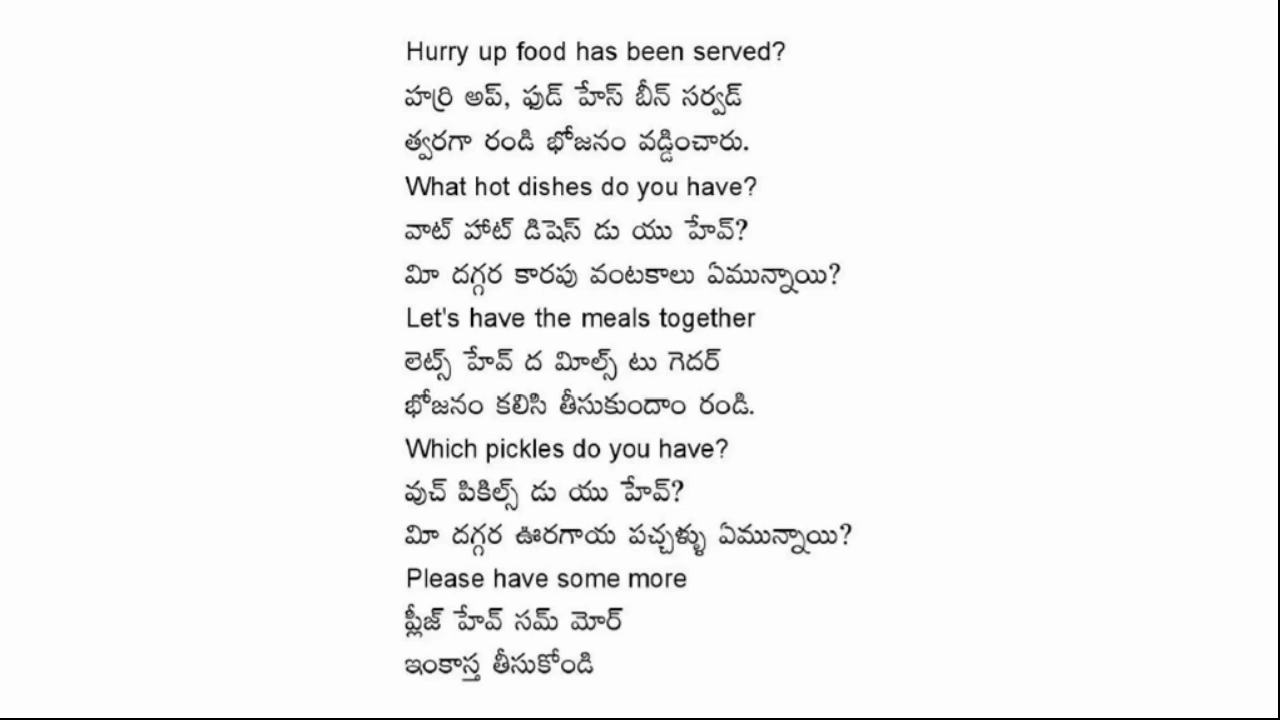 Hurry up food has been served?
హర్రి అప్, ఫుడ్ హేస్ బీన్ సర్వడ్
త్వరగా రండి భోజనం వడ్డించారు.
What hot dishes do you have?
వాట్ హాట్ డిషెస్ డు యు హేవ్?
మీ దగ్గర కారపు వంటకాలు ఏమున్నాయి?
Let's have the meals together
లెట్స్ హేవ్ ద మీల్స్ టు గెదర్
భోజనం కలిసి తీసుకుందాం రండి.
Which pickles do you have?
వుచ్ పికిల్స్ డు యు హేవ్?
మీ దగ్గర ఊరగాయ పచ్చళ్ళు ఏమున్నాయి?
Please have some more
ప్లీజ్ హేవ్ సమ్ మోర్
ఇంకాస్త తీసుకోండి